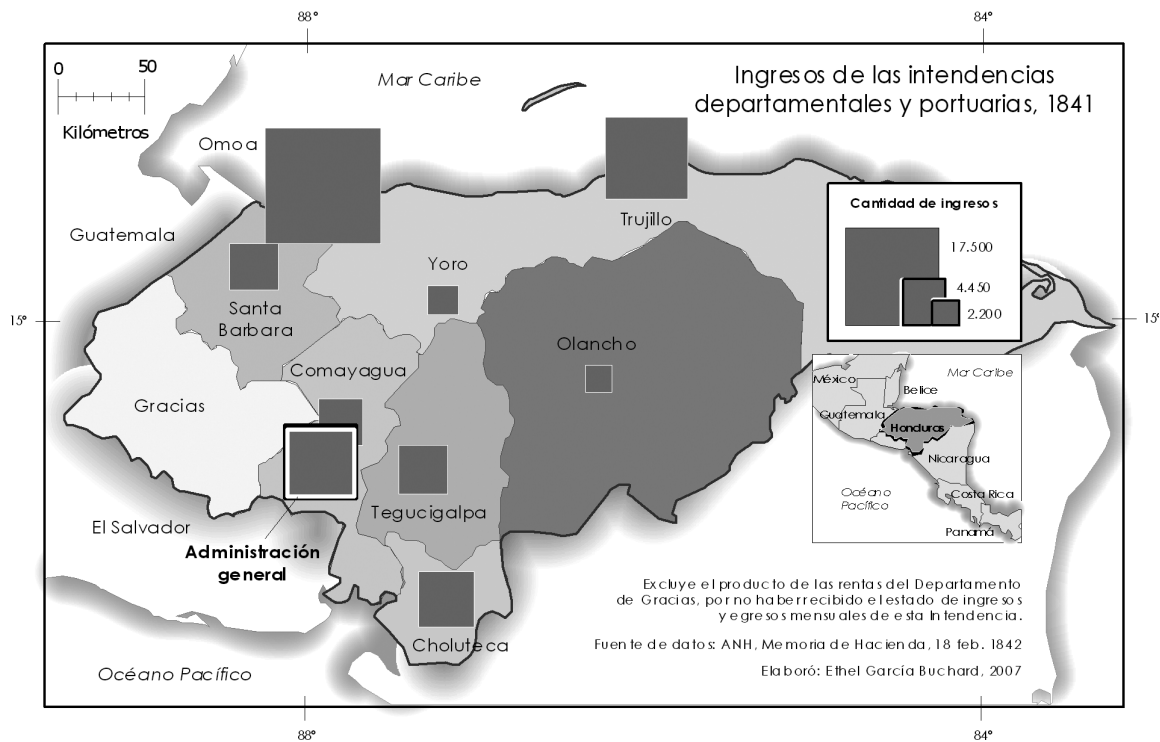 88°
84°
0 50
Kilómetros
Mar Caribe
Ingresos de las intendencias
departamentales y portuarias, 1841
Omoa
Guatemala
Trujillo
Yoro
Santa
Barbara
15°
15°
Cantidad de ingresos
17.500
4.450
2.200
Comayagua
Olancho
Gracias
Tegucigalpa
El Salvador
Administración
general
Choluteca
Océano Pacífico
México
Mar Caribe
Belice
Guatemala
Honduras
Nicaragua
Océano
Pacífico
Costa Rica
Panamá
Excluye el producto de las rentas del Departamento
de Gracias, por no haber recibido el estado de ingresos
y egresos mensuales de esta Intendencia.
Fuente de datos: ANH, Memoria de Hacienda, 18 feb. 1842
Elaboró: Ethel García Buchard, 2007
88°
84°